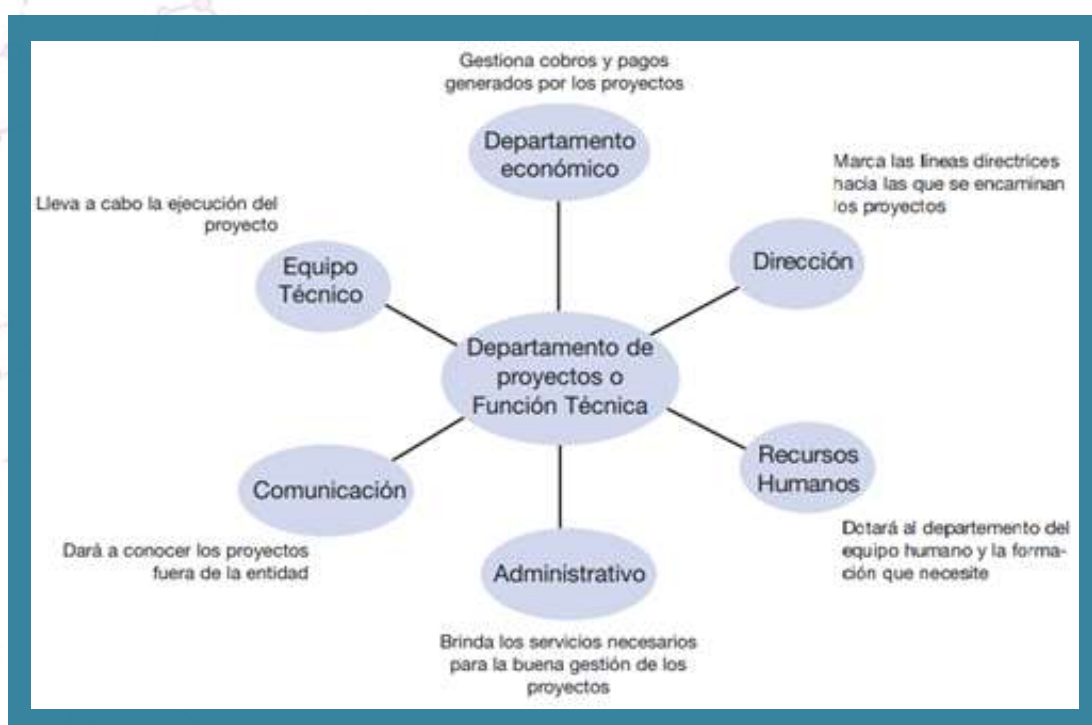 Gestiona cobros y pagos
generados por los proyectos
Departamento
económico
Marca las líneas directrices
hacia las que se encaminan
los proyectos
Dirección
Lleva a cabo la ejecución del
proyecto
Equipo
Técnico
Departamento de
proyectos o
Función Técnica
Recursos
Humanos
Dotará al departemento del
equipo humano y la forma-
ción que necesite
Comunicación
Dará a conocer los proyectos
fuera de la entidad
Administrativo
Brinda los servicios necesarios
para la buena gestión de los
proyectos